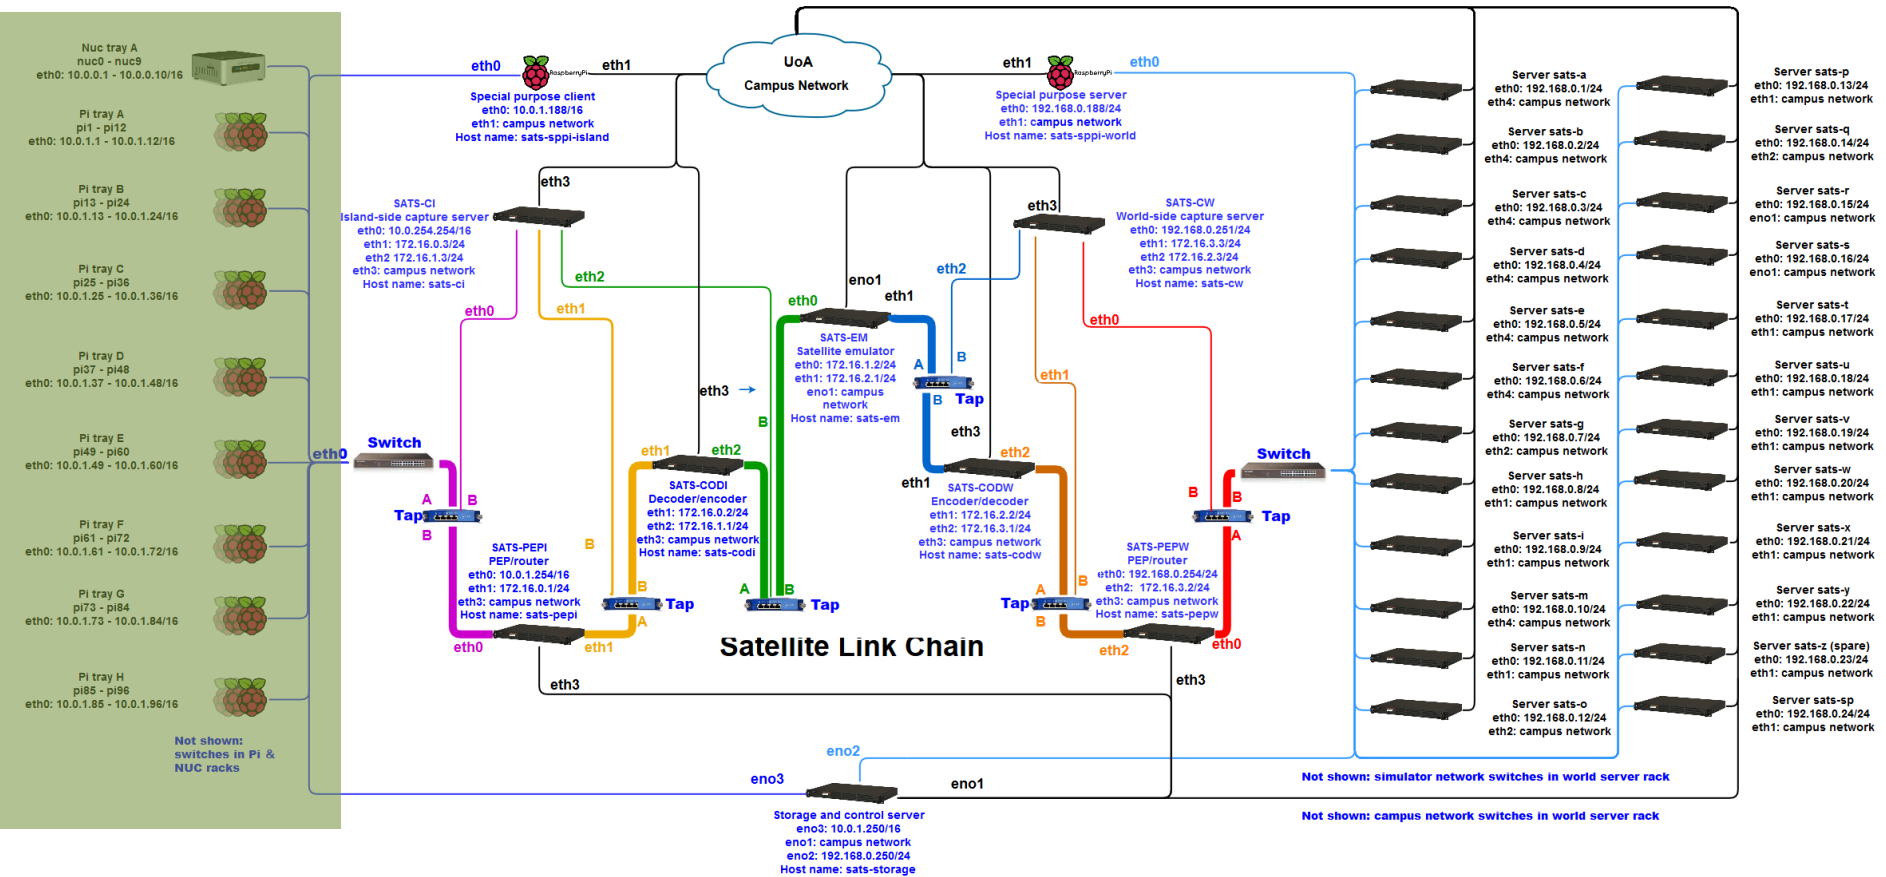 Nuc tray A
nuc0 - nuc9
eth0: 10.0.0.1 - 10.0.0.10/16
Pi tray A
pi1 - pi12
eth0: 10.0.1.1 - 10.0.1.12/16
Pi tray B
pi13 - pi24
eth0: 10.0.1.13 - 10.0.1.24/16
Pi tray C
pi25 - pi36
eth0: 10.0.1.25 - 10.0.1.36/16
Pi tray D
pi37 - pi48
eth0: 10.0.1.37 - 10.0.1.48/16
Pi tray E
pi49 - pi60
eth0: 10.0.1.49 - 10.0.1.60/16
Pi tray F
pi61 - pi72
eth0: 10.0.1.61 - 10.0.1.72/16
Pi tray G
pi73 - pi84
eth0: 10.0.1.73 - 10.0.1.84/16
Pi tray H
pi85 - pi96
eth0: 10.0.1.85 - 10.0.1.96/16
Not shown:
switches in Pi &
NUC racks
eth0
Switch
A
B
Tap
B
eth0
RaspberryPi
eth1
Special purpose client
eth0: 10.0.1.188/16
eth1: campus network
Host name: sats-sppi-island
UoA
Campus Network
eth1
RaspberryPi
eth0
Special purpose server
eth0: 192.168.0.188/24
eth1: campus network
Host name: sats-sppi-world
eth3
SATS-CI
Island-side capture server
eth0: 10.0.254.254/16
eth1: 172.16.0.3/24
eth2 172.16.1.3/24
eth3: campus network
Host name: sats-ci
eth0
eth1
eth2
SATS-PEPI
PEP/router
eth0: 10.0.1.254/16
eth1: 172.16.0.1/24
eth3: campus network
Host name: sats-pepi
eth0
eth1
eth3
B
B
Tap
A
eth1
eth2
eth3
SATS-CODI
Decoder/encoder
eth1: 172.16.0.2/24
eth2: 172.16.1.1/24
eth3: campus network
Host name: sats-codi
B
A
B
Tap
eth0
eno1
eth1
SATS-EM
Satellite emulator
eth0: 172.16.1.2/24
eth1: 172.16.2.1/24
eno1: campus
network
Host name: sats-em
A
B
B
Tap
eth2
eth3
SATS-CW
World-side capture server
eth0: 192.168.0.251/24
eth1: 172.16.3.3/24
eth2 172.16.2.3/24
eth3: campus network
Host name: sats-cw
eth0
eth1
eth3
eth2
eth1
SATS-CODW
Encoder/decoder
eth1: 172.16.2.2/24
eth2: 172.16.3.1/24
eth3: campus network
Host name: sats-codw
A
B
Tap
B
SATS-PEPW
PEP/router
eth0: 192.168.0.254/24
eth2: 172.16.3.2/24
eth3: campus network
Host name: sats-pepw
eth2
eth0
eth3
Switch
B
B
Tap
A
Satellite Link Chain
eno2
eno3
eno1
Storage and control server
eno3: 10.0.1.250/16
eno1: campus network
eno2: 192.168.0.250/24
Host name: sats-storage
Server sats-a
eth0: 192.168.0.1/24
eth4: campus network
Server sats-b
eth0: 192.168.0.2/24
eth4: campus network
Server sats-c
eth0: 192.168.0.3/24
eth4: campus network
Server sats-d
eth0: 192.168.0.4/24
eth4: campus network
Server sats-e
eth0: 192.168.0.5/24
eth4: campus network
Server sats-f
eth0: 192.168.0.6/24
eth4: campus network
Server sats-g
eth0: 192.168.0.7/24
eth2: campus network
Server sats-h
eth0: 192.168.0.8/24
eth1: campus network
Server sats-i
eth0: 192.168.0.9/24
eth1: campus network
Server sats-m
eth0: 192.168.0.10/24
eth4: campus network
Server sats-n
eth0: 192.168.0.11/24
eth1: campus network
Server sats-o
eth0: 192.168.0.12/24
eth2: campus network
Server sats-p
eth0: 192.168.0.13/24
eth1: campus network
Server sats-q
eth0: 192.168.0.14/24
eth2: campus network
Server sats-r
eth0: 192.168.0.15/24
eno1: campus network
Server sats-s
eth0: 192.168.0.16/24
eno1: campus network
Server sats-t
eth0: 192.168.0.17/24
eth1: campus network
Server sats-u
eth0: 192.168.0.18/24
eth1: campus network
Server sats-v
eth0: 192.168.0.19/24
eth1: campus network
Server sats-w
eth0: 192.168.0.20/24
eth1: campus network
Server sats-x
eth0: 192.168.0.21/24
eth1: campus network
Server sats-y
eth0: 192.168.0.22/24
eth1: campus network
Server sats-z (spare)
eth0: 192.168.0.23/24
eth1: campus network
Server sats-sp
eth0: 192.168.0.24/24
eth1: campus network
Not shown: simulator network switches in world server rack
Not shown: campus network switches in world server rack